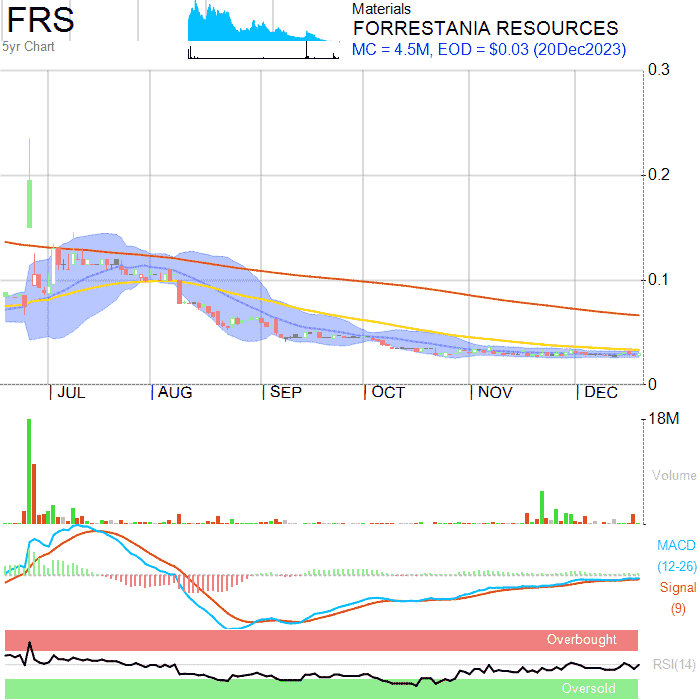 FRS
5yr Chart
Materials
FORRESTANIA RESOURCES
MC = 4.5M, EOD = $0.03 (20Dec2023)
0.3
0.2
0.1
0
JUL AUG SEP OCT NOV DEC
18M
Volume
MACD
(12-26)
Signal
(9)
Overbought
RSI(14)
Oversold